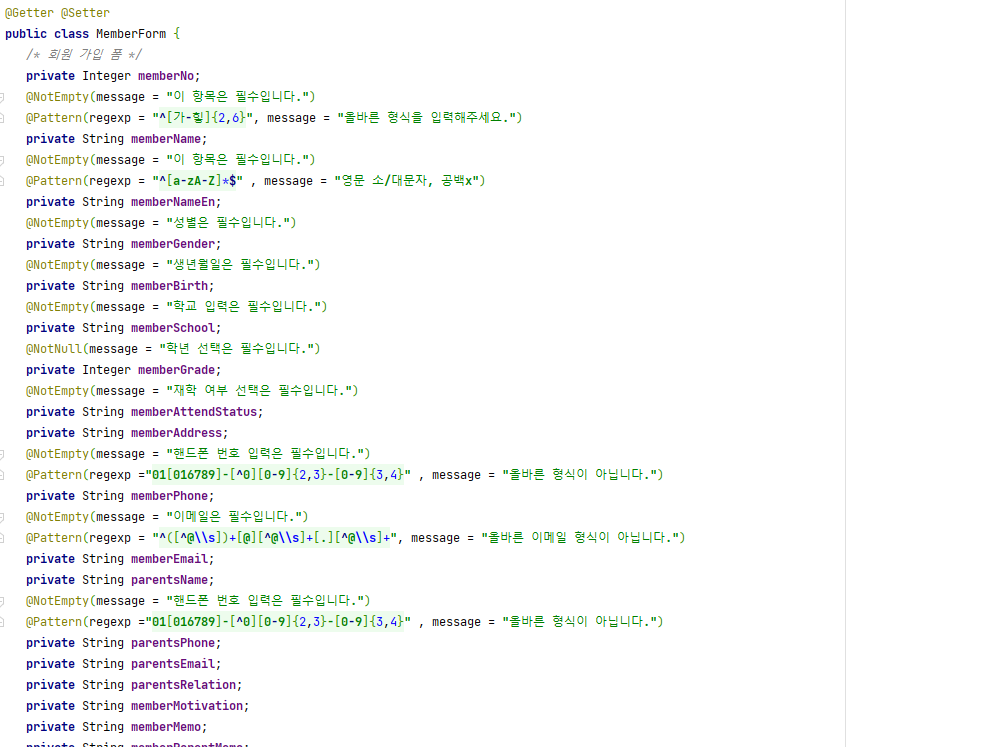 @Getter @Setter
public class MemberForm {
/* 회원 가입 폼 */
private Integer memberNo;
@NotEmpty(message = "이 항목은 필수입니다.")
@Pattern(regexp = "^[가-힣]{2,6}", message = "올바른 형식을 입력해주세요.")
private String memberName;
@NotEmpty(message = "이 항목은 필수입니다.")
@Pattern(regexp = "^[a-zA-Z]*$" , message = "영문 소/대문자, 공백x")
private String memberNameEn;
@NotEmpty(message = "성별은 필수입니다.")
private String memberGender;
@NotEmpty(message = "생년월일은 필수입니다.")
private String memberBirth;
@NotEmpty(message = "학교 입력은 필수입니다.")
private String memberSchool;
@NotNull(message = "학년 선택은 필수입니다.")
private Integer memberGrade;
@NotEmpty(message = "재학 여부 선택은 필수입니다.")
private String memberAttendStatus;
private String memberAddress;
@NotEmpty(message = "핸드폰 번호 입력은 필수입니다.")
@Pattern(regexp ="01[016789]-[^0][0-9]{2,3}-[0-9]{3,4}" , message = "올바른 형식이 아닙니다.")
private String memberPhone;
@NotEmpty(message = "이메일은 필수입니다.")
@Pattern(regexp = "^([^@\\s])+[@][^@\\s]+[.][^@\\s]+", message = "올바른 이메일 형식이 아닙니다.")
private String memberEmail;
private String parentsName;
@NotEmpty(message = "핸드폰 번호 입력은 필수입니다.")
@Pattern(regexp ="01[016789]-[^0][0-9]{2,3}-[0-9]{3,4}" , message = "올바른 형식이 아닙니다.")
private String parentsPhone;
private String parentsEmail;
private String parentsRelation;
private String memberMotivation;
private String memberMemo;
private String memberParentMemo;